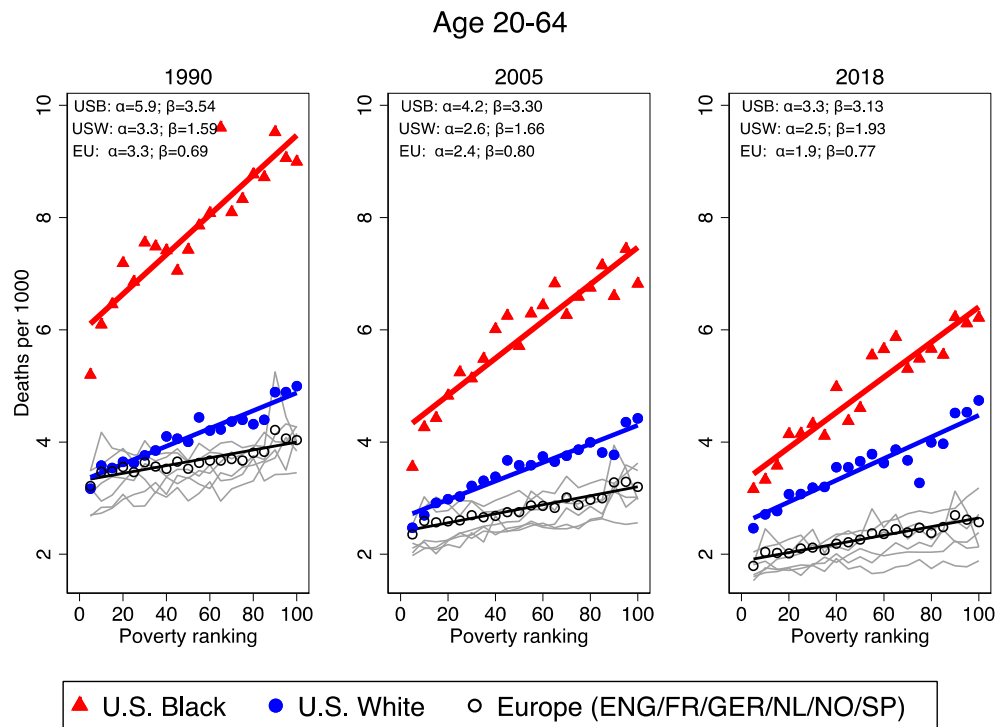 Age 20-64
1990
2005
2018
USB: α=5.9; β=3.54
USW: α=3.3; β=1.59
EU: α=3.3; β=0.69
USB: α=4.2; β=3.30
USW: α=2.6; β=1.66
EU: α=2.4; β=0.80
USB: α=3.3; β=3.13
USW: α=2.5; β=1.93
EU: α=1.9; β=0.77
Deaths per 1000
10
8
6
4
2
0 20 40 60 80 100
Poverty ranking
10
8
6
4
2
0 20 40 60 80 100
Poverty ranking
10
8
6
4
2
0 20 40 60 80 100
Poverty ranking
U.S. Black U.S. White Europe (ENG/FR/GER/NL/NO/SP)